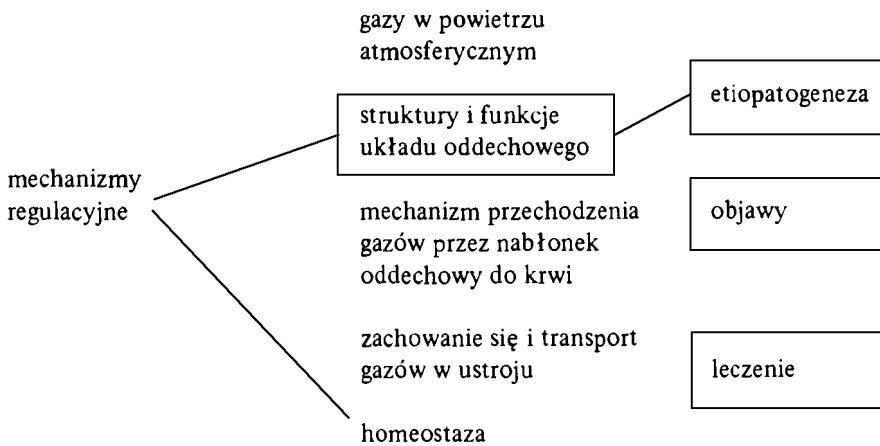 gazy w powietrzu
atmosferycznym
etiopatogeneza
struktury i funkcje
układu oddechowego
mechanizmy
regulacyjne
mechanizm przechodzenia
gazów przez nabłonek
oddechowy do krwi
objawy
zachowanie się i transport
gazów w ustroju
leczenie
homeostaza